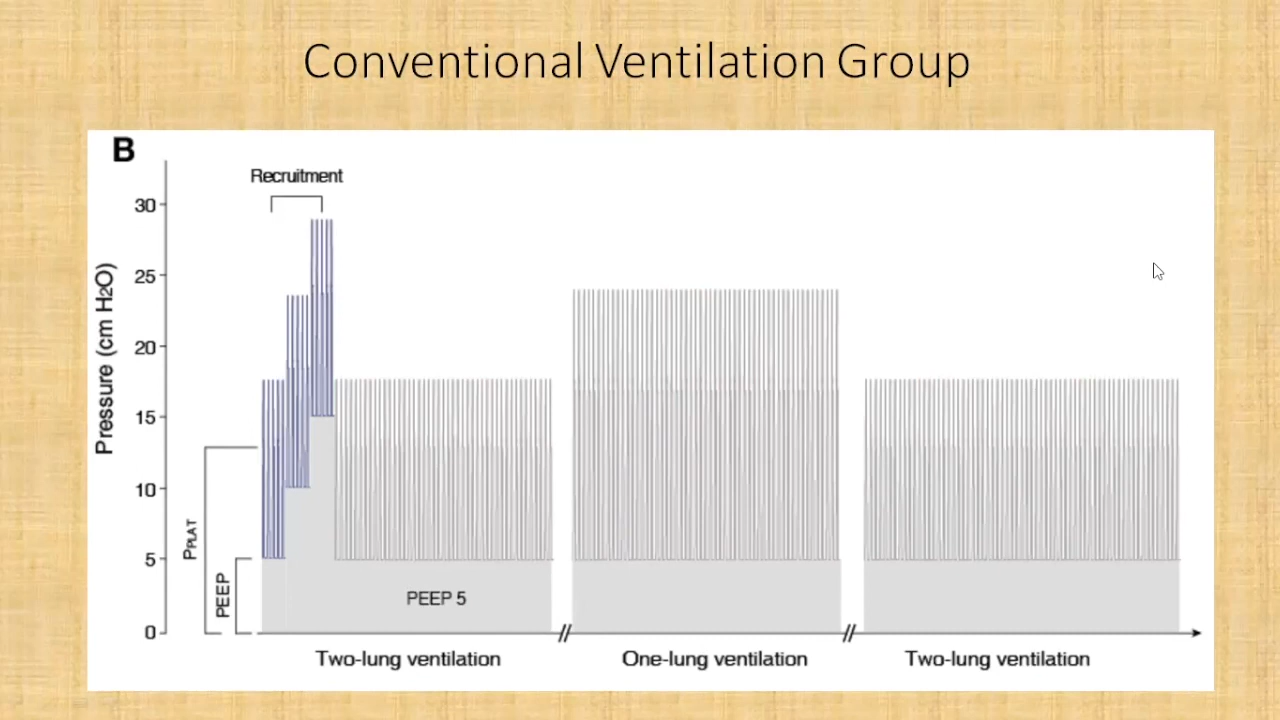 Conventional Ventilation Group
B
Recruitment
30
25
20
15
10
5
0
Pressure (cm H2O)
PPLAT
PEEP
PEEP 5
Two-lung ventilation
One-lung ventilation
Two-lung ventilation